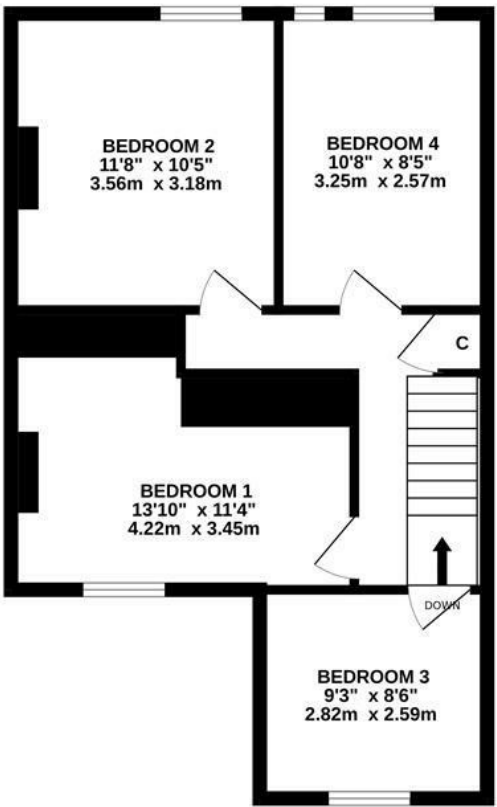 BEDROOM 2
11'8" x 10'5"
3.56m x 3.18m
BEDROOM 4
10'8" x 8'5"
3.25m x 2.57m
C
BEDROOM 1
13'10" x 11'4"
4.22m x 3.45m
DOWN
BEDROOM 3
9'3" x 8'6"
2.82m x 2.59m